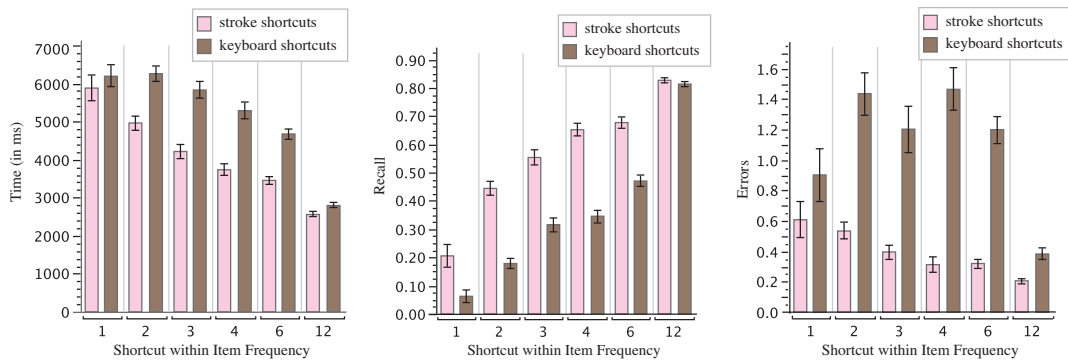 stroke shortcuts
keyboard shortcuts
7000
6000
5000
4000
3000
2000
1000
0
Time (in ms)
1 2 3 4 6 12
Shortcut within Item Frequency
stroke shortcuts
keyboard shortcuts
0.90
0.80
0.70
0.60
0.50
0.40
0.30
0.20
0.10
0.00
Recall
1 2 3 4 6 12
Shortcut within Item Frequency
stroke shortcuts
keyboard shortcuts
1.6
1.4
1.2
1.0
0.8
0.6
0.4
0.2
0.0
Errors
1 2 3 4 6 12
Shortcut within Item Frequency